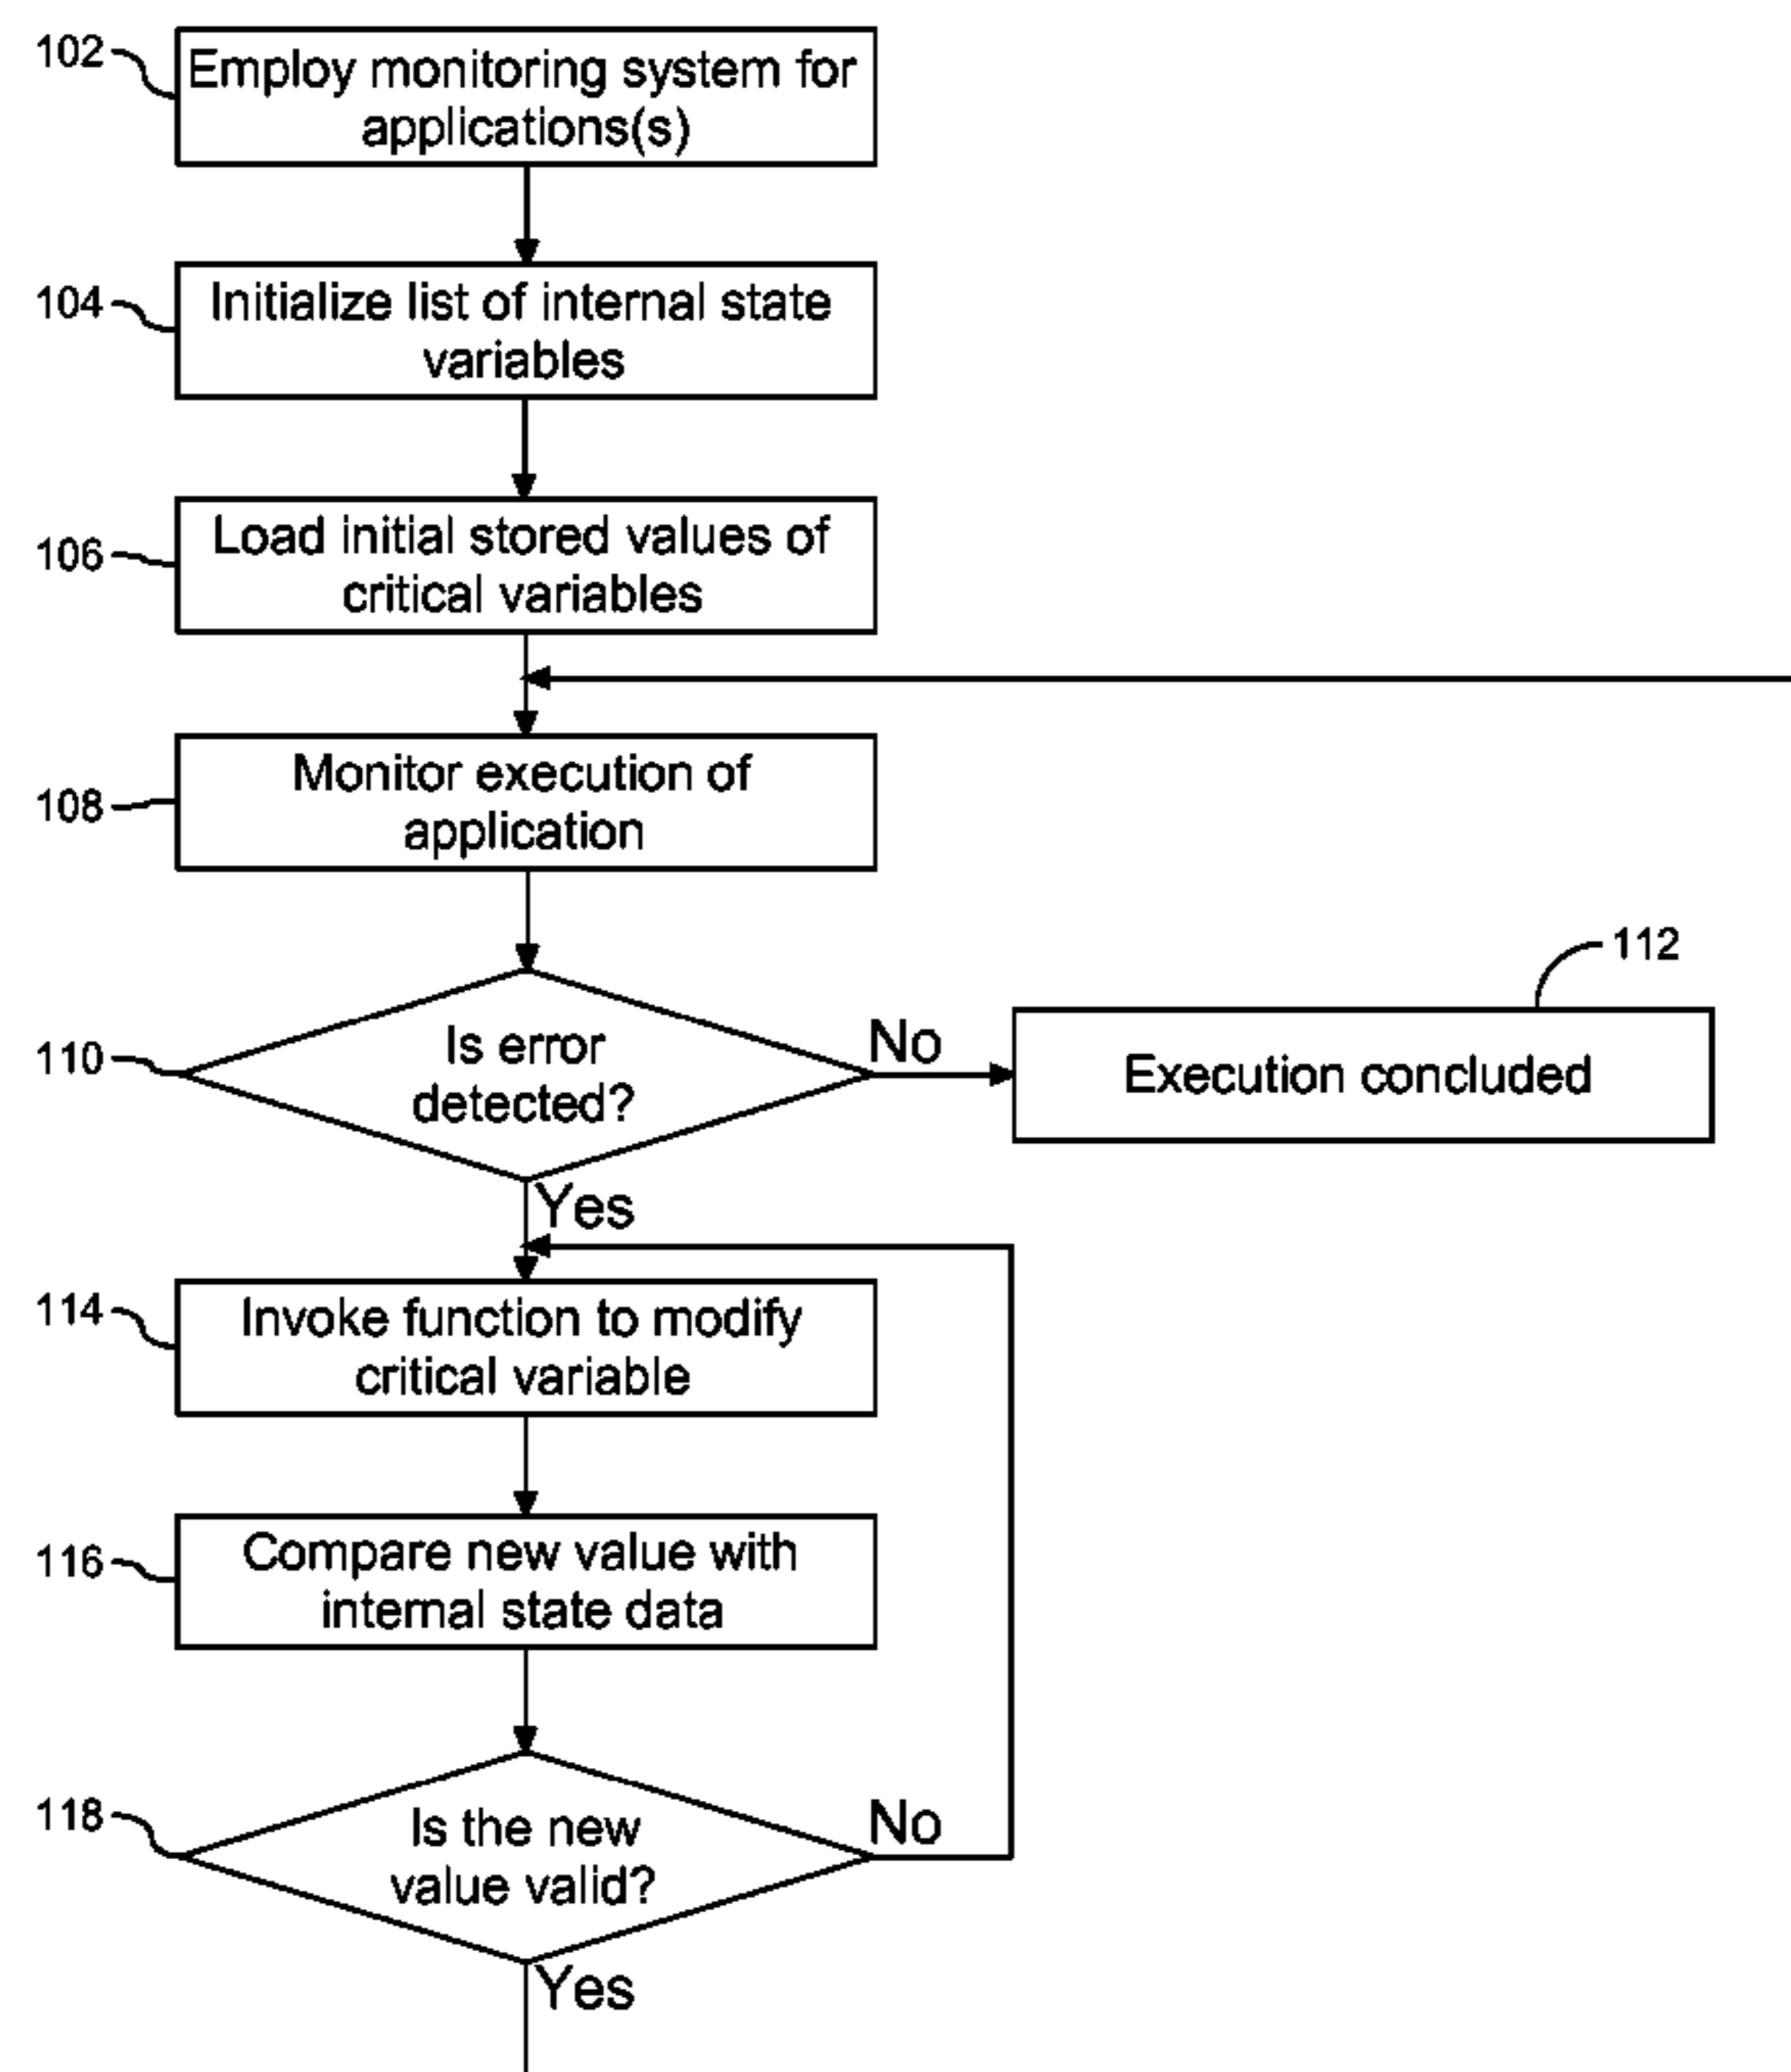 102
Employ monitoring system for
applications(s)
104
Initialize list of internal state
variables
106
Load initial stored values of
critical variables
108
Monitor execution of
application
112
110
Is error
detected?
No
Execution concluded
Yes
114
Invoke function to modify
critical variable
116
Compare new value with
internal state data
118
Is the new
value valid?
No
Yes